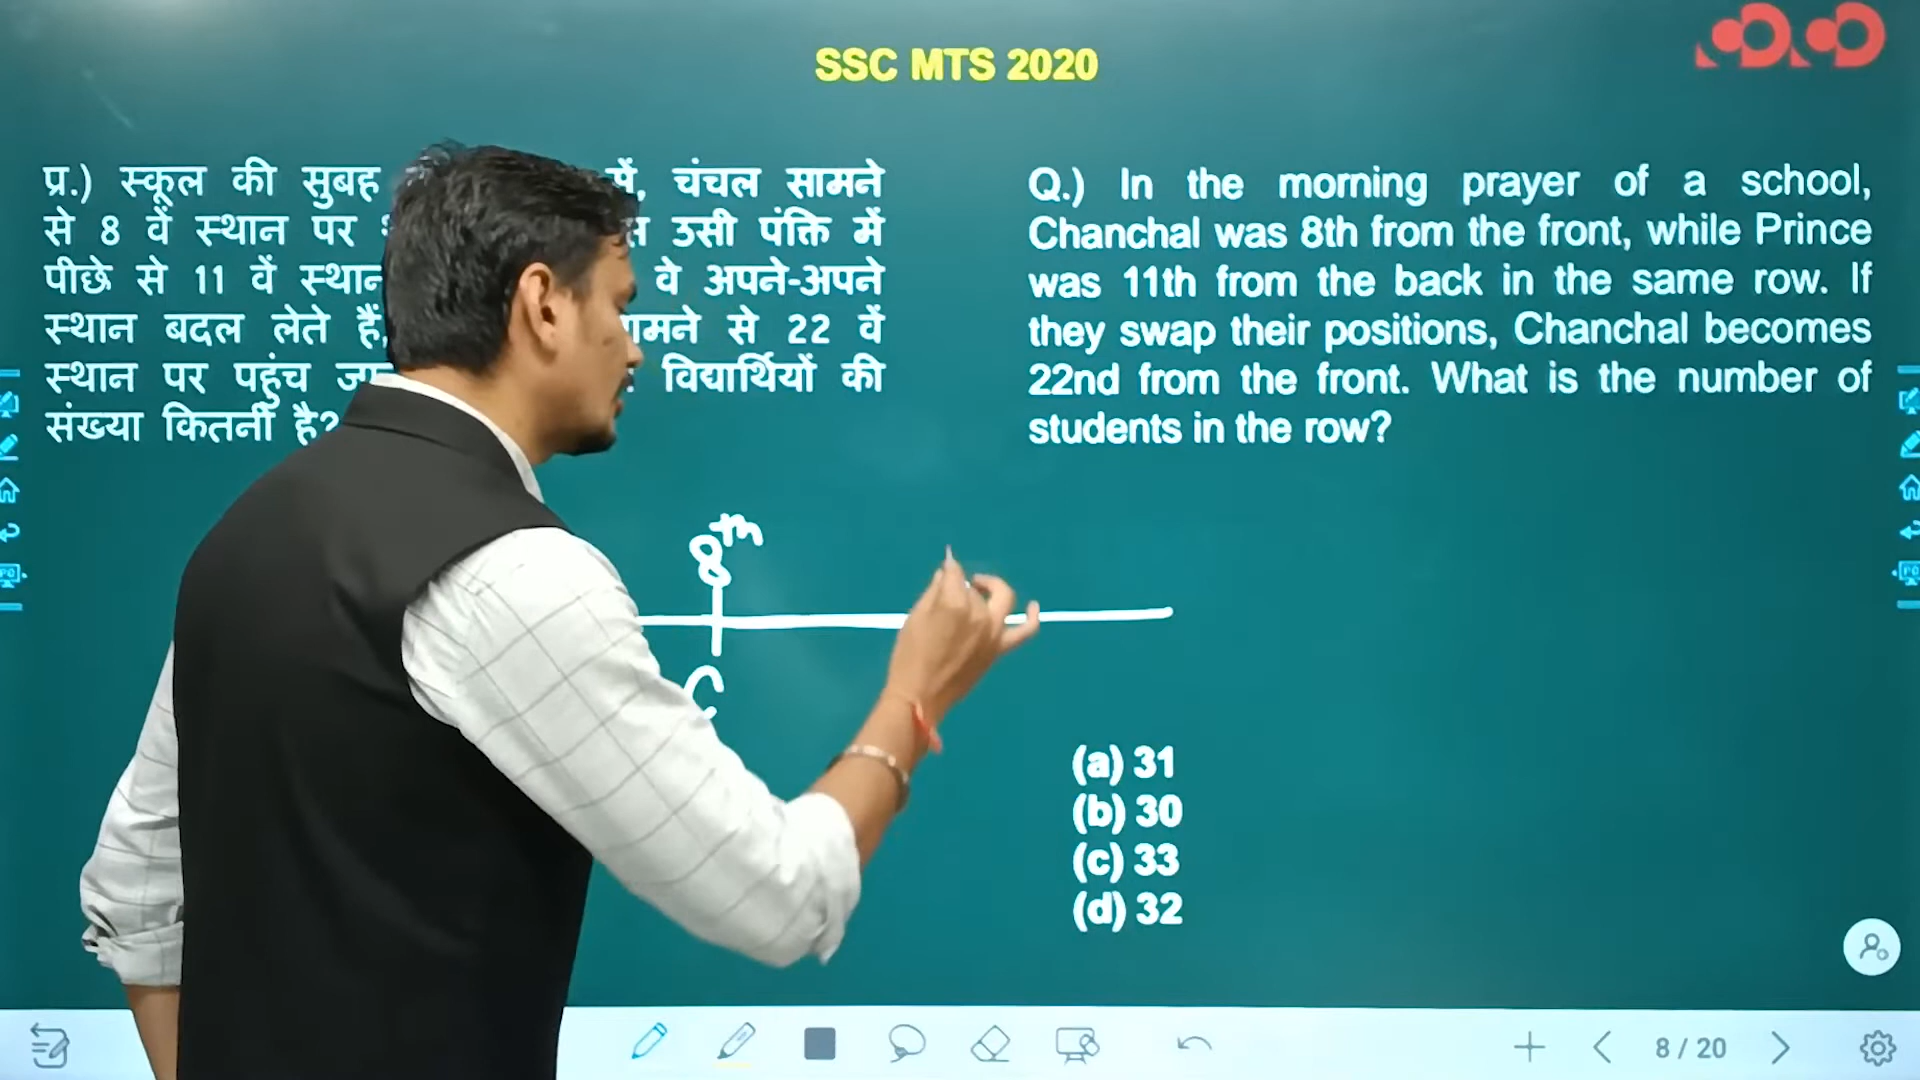 SSC MTS 2020
प्र.) स्कूल की सुबह में, चंचल सामने
से 8 वें स्थान पर उसी पंक्ति में
पीछे से 11 वें स्थान वे अपने-अपने
स्थान बदल लेते हैं, से 22 वें
स्थान पर पहुंच विद्यार्थियों की
संख्या कितनी है?
Q.) In the morning prayer of a school,
Chanchal was 8th from the front, while Prince
was 11th from the back in the same row. If
they swap their positions, Chanchal becomes
22nd from the front. What is the number of
students in the row?
8th
C
(a) 31
(b) 30
(c) 33
(d) 32
8 / 20